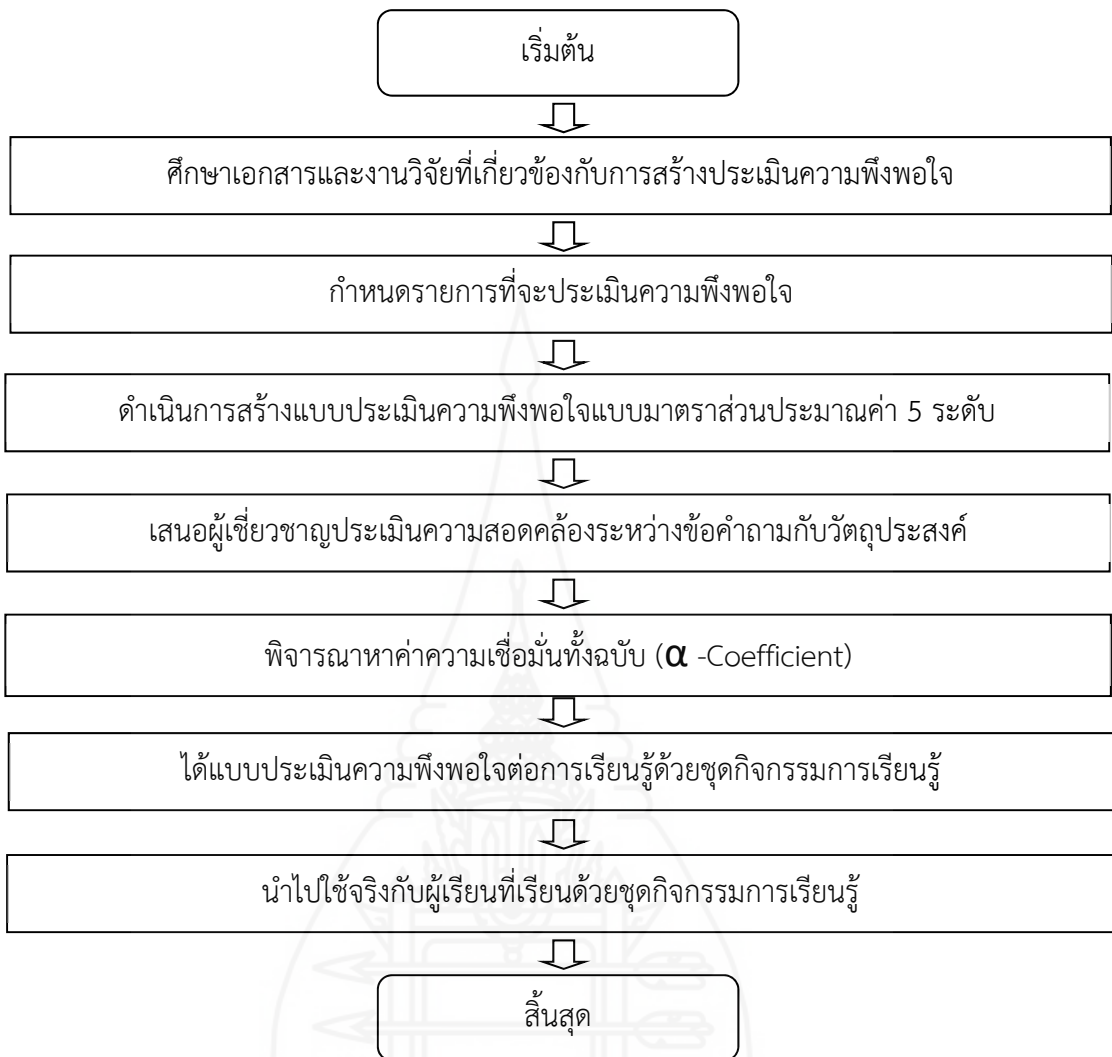 เริ่มต้น
ศึกษาเอกสารและงานวิจัยที่เกี่ยวข้องกับการสร้างประเมินความพึงพอใจ
กำหนดรายการที่จะประเมินความพึงพอใจ
ดำเนินการสร้างแบบประเมินความพึงพอใจแบบมาตราส่วนประมาณค่า 5 ระดับ
เสนอผู้เชี่ยวชาญประเมินความสอดคล้องระหว่างข้อคำถามกับวัตถุประสงค์
พิจารณาหาค่าความเชื่อมั่นทั้งฉบับ (α -Coefficient)
ได้แบบประเมินความพึงพอใจต่อการเรียนรู้ด้วยชุดกิจกรรมการเรียนรู้
นำไปใช้จริงกับผู้เรียนที่เรียนด้วยชุดกิจกรรมการเรียนรู้
สิ้นสุด